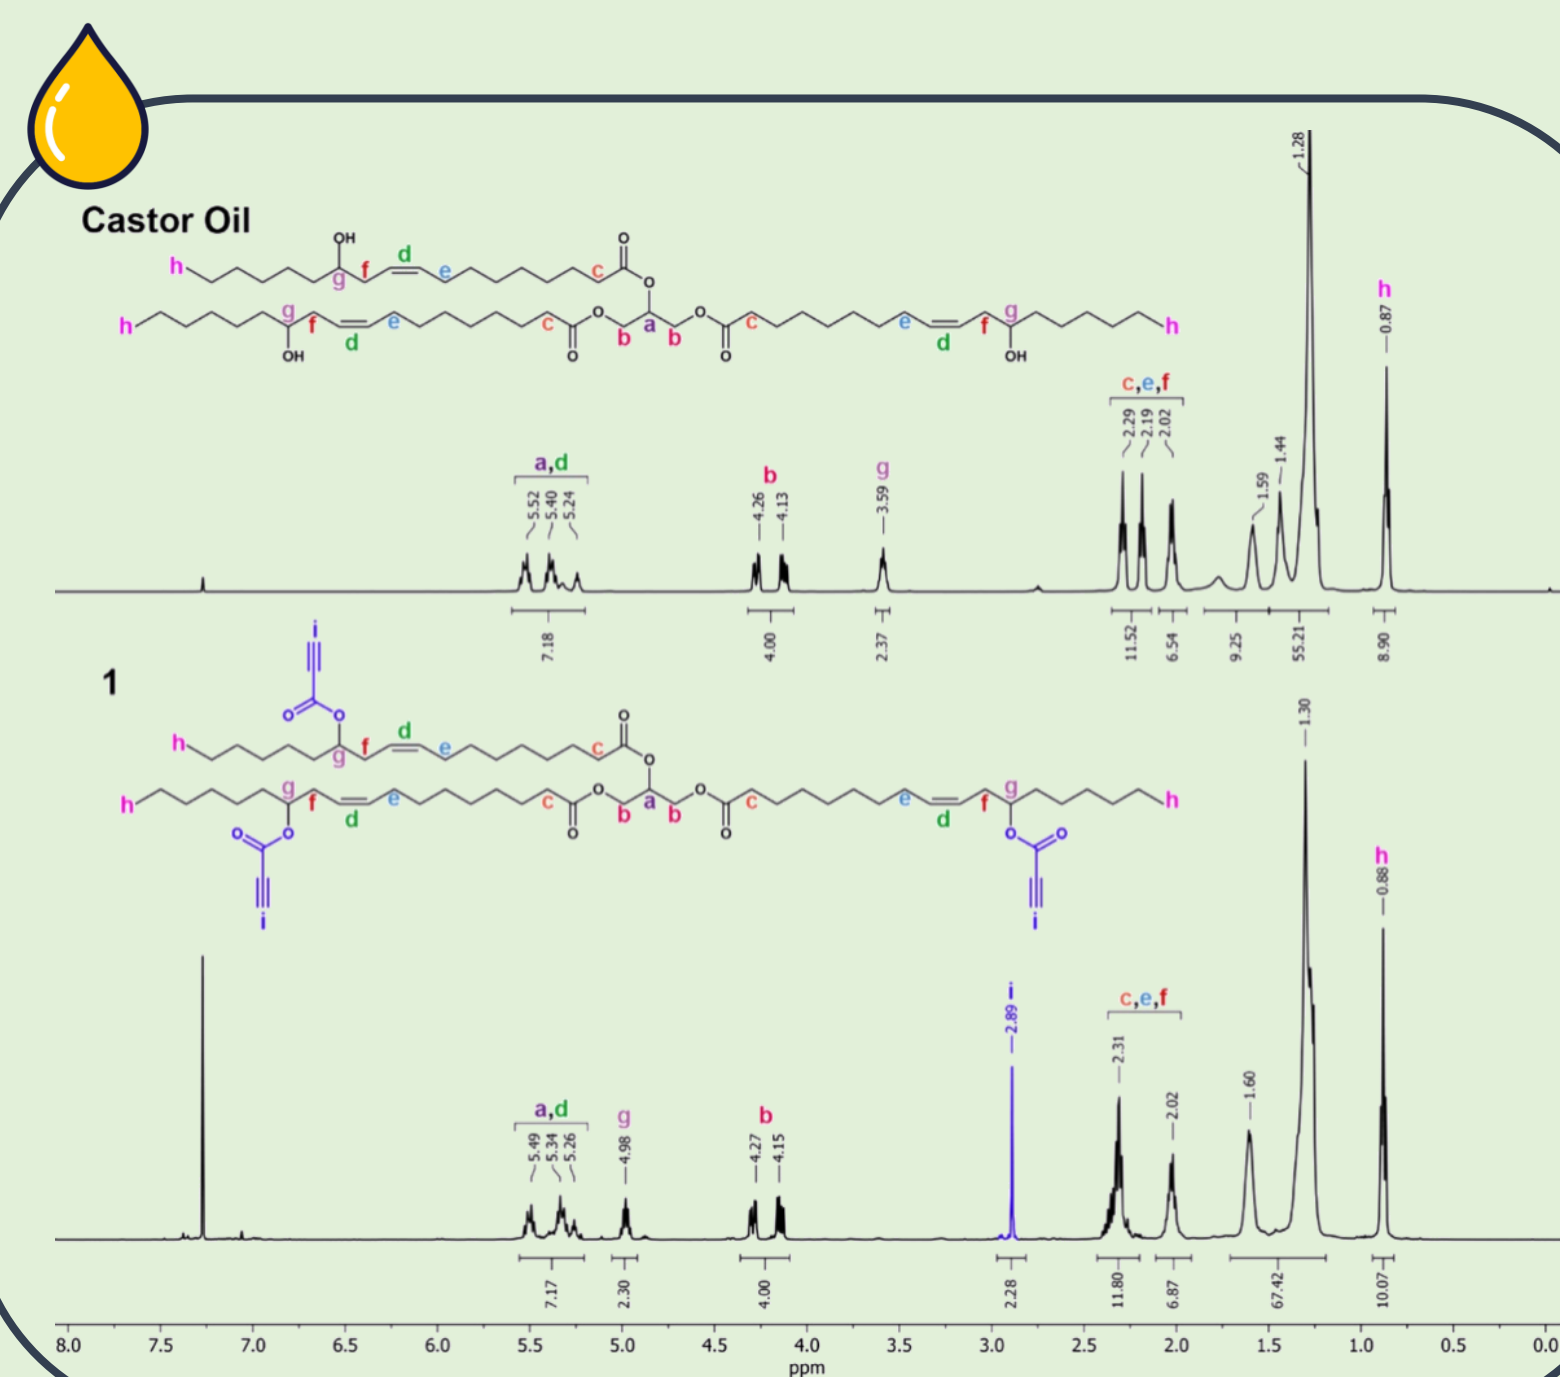 Castor Oil
OH
d
O
h
f
e
c
g
O
g
O
O
g
h
f
e
c
a
c
e
f
h
b
b
d
d
OH
O
O
OH
1.28
h
0.87
c,e,f
2.29
2.19
2.02
1.44
1.59
a,d
5.52
5.40
5.24
b
4.26
4.13
g
3.59
7.18
4.00
2.37
11.52
6.54
9.25
55.21
8.90
1
i
O
O
O
d
h
f
e
c
g
O
g
O
O
g
h
f
e
c
a
c
e
f
h
b
b
d
d
O
O
O
O
O
O
i
i
1.30
h
0.88
i
2.89
c,e,f
2.31
2.02
1.60
a,d
5.49
5.34
5.26
g
4.98
b
4.27
4.15
7.17
2.30
4.00
2.28
11.80
6.87
67.42
10.07
8.0 7.5 7.0 6.5 6.0 5.5 5.0 4.5 4.0 3.5 3.0 2.5 2.0 1.5 1.0 0.5 0.0
ppm